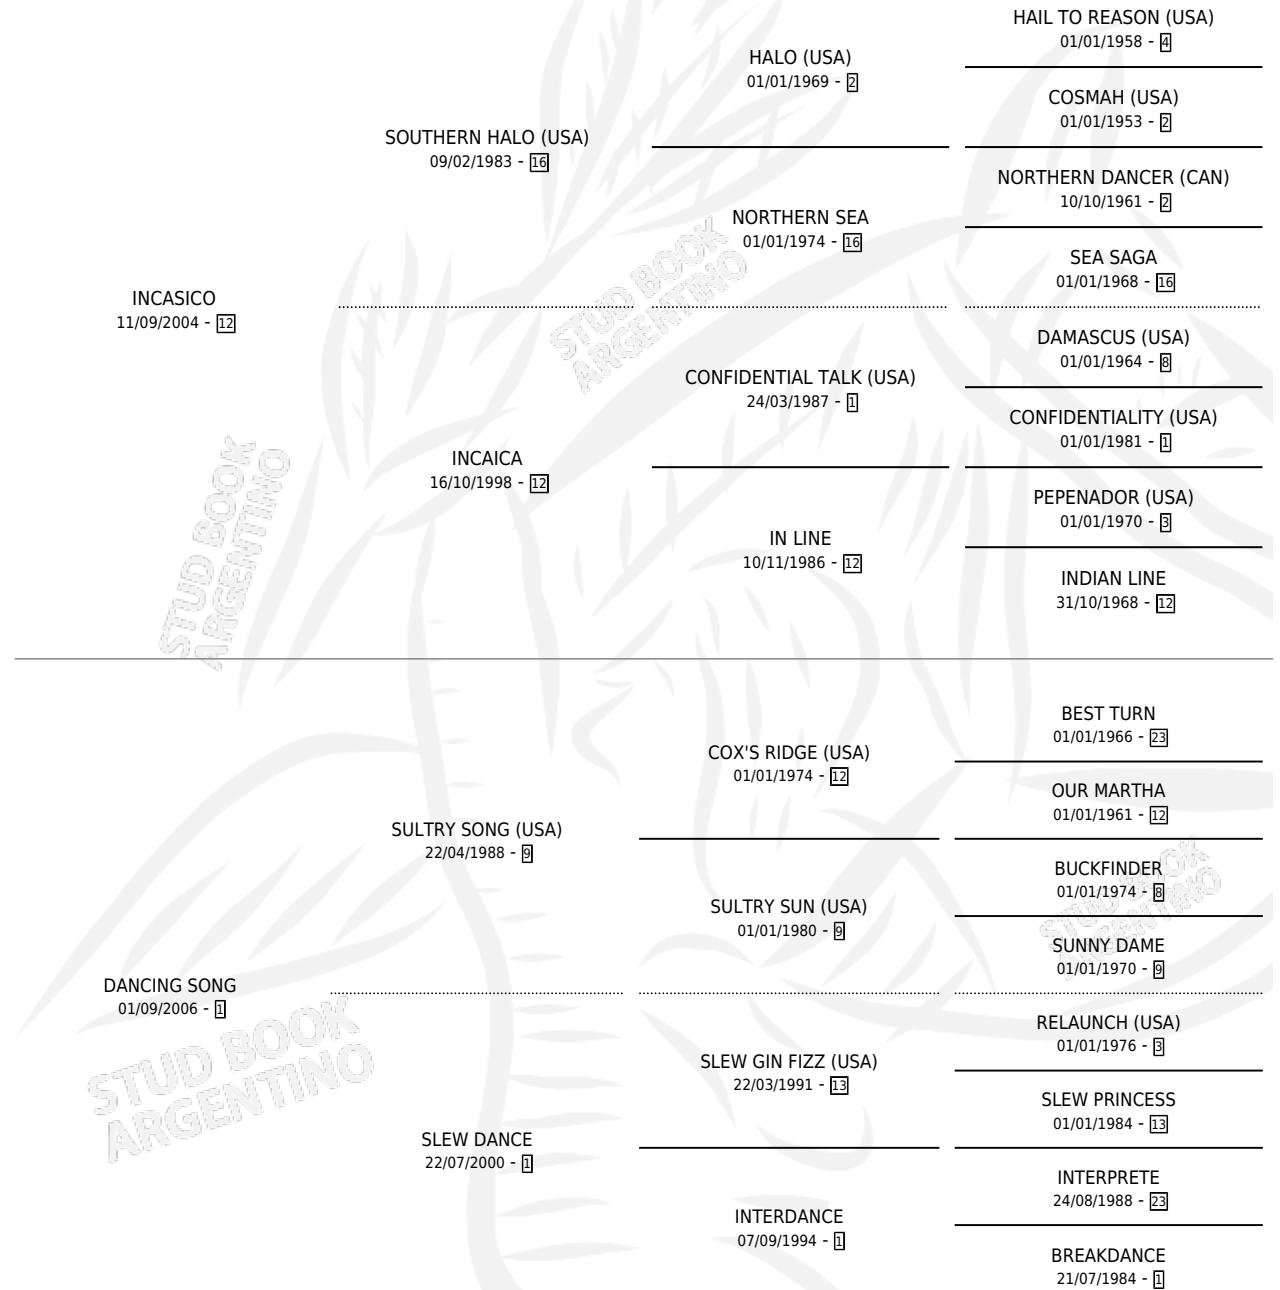 HAIL TO REASON (USA)
01/01/1958 - 4
HALO (USA)
01/01/1969 - 2
COSMAH (USA)
01/01/1953 - 2
SOUTHERN HALO (USA)
09/02/1983 - 16
NORTHERN DANCER (CAN)
10/10/1961 - 2
NORTHERN SEA
01/01/1974 - 16
SEA SAGA
01/01/1968 - 16
INCASICO
11/09/2004 - 12
STUD BOOK
ARGENTINO
DAMASCUS (USA)
01/01/1964 - 8
CONFIDENTIAL TALK (USA)
24/03/1987 - 1
CONFIDENTIALITY (USA)
01/01/1981 - 1
INCAICA
16/10/1998 - 12
PEPENADOR (USA)
01/01/1970 - 3
IN LINE
10/11/1986 - 12
INDIAN LINE
31/10/1968 - 12
STUD BOOK
ARGENTINO
BEST TURN
01/01/1966 - 23
COX'S RIDGE (USA)
01/01/1974 - 12
OUR MARTHA
01/01/1961 - 12
SULTRY SONG (USA)
22/04/1988 - 9
BUCKFINDER
01/01/1974 - 8
SULTRY SUN (USA)
01/01/1980 - 9
SUNNY DAME
01/01/1970 - 9
STUD BOOK
ARGENTINO
DANCING SONG
01/09/2006 - 1
RELAUNCH (USA)
01/01/1976 - 3
SLEW GIN FIZZ (USA)
22/03/1991 - 13
SLEW PRINCESS
01/01/1984 - 13
STUD BOOK
ARGENTINO
SLEW DANCE
22/07/2000 - 1
INTERPRETE
24/08/1988 - 23
INTERDANCE
07/09/1994 - 1
BREAKDANCE
21/07/1984 - 1